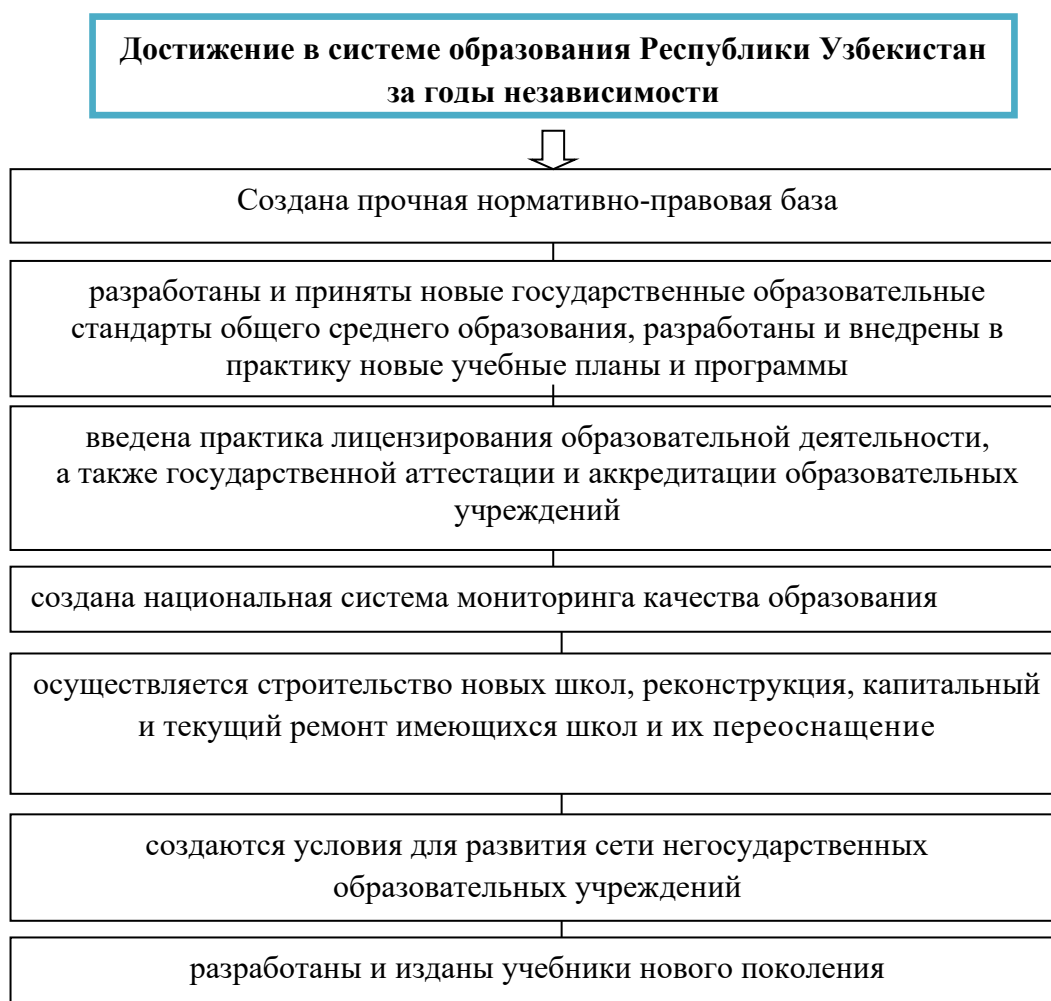 Достижение в системе образования Республики Узбекистан
за годы независимости
Создана прочная нормативно-правовая база
разработаны и приняты новые государственные образовательные
стандарты общего среднего образования, разработаны и внедрены в
практику новые учебные планы и программы
введена практика лицензирования образовательной деятельности,
а также государственной аттестации и аккредитации образовательных
учреждений
создана национальная система мониторинга качества образования
осуществляется строительство новых школ, реконструкция, капитальный
и текущий ремонт имеющихся школ и их переоснащение
создаются условия для развития сети негосударственных
образовательных учреждений
разработаны и изданы учебники нового поколения